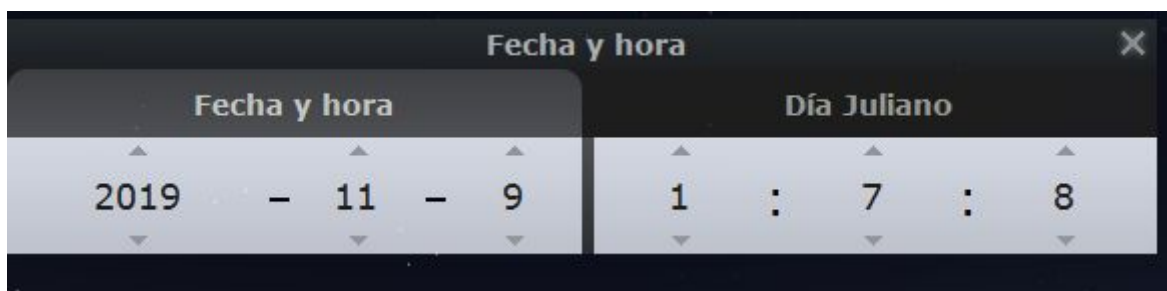 Fecha y hora ×
Fecha y hora Día Juliano
2019 – 11 – 9 1 : 7 : 8